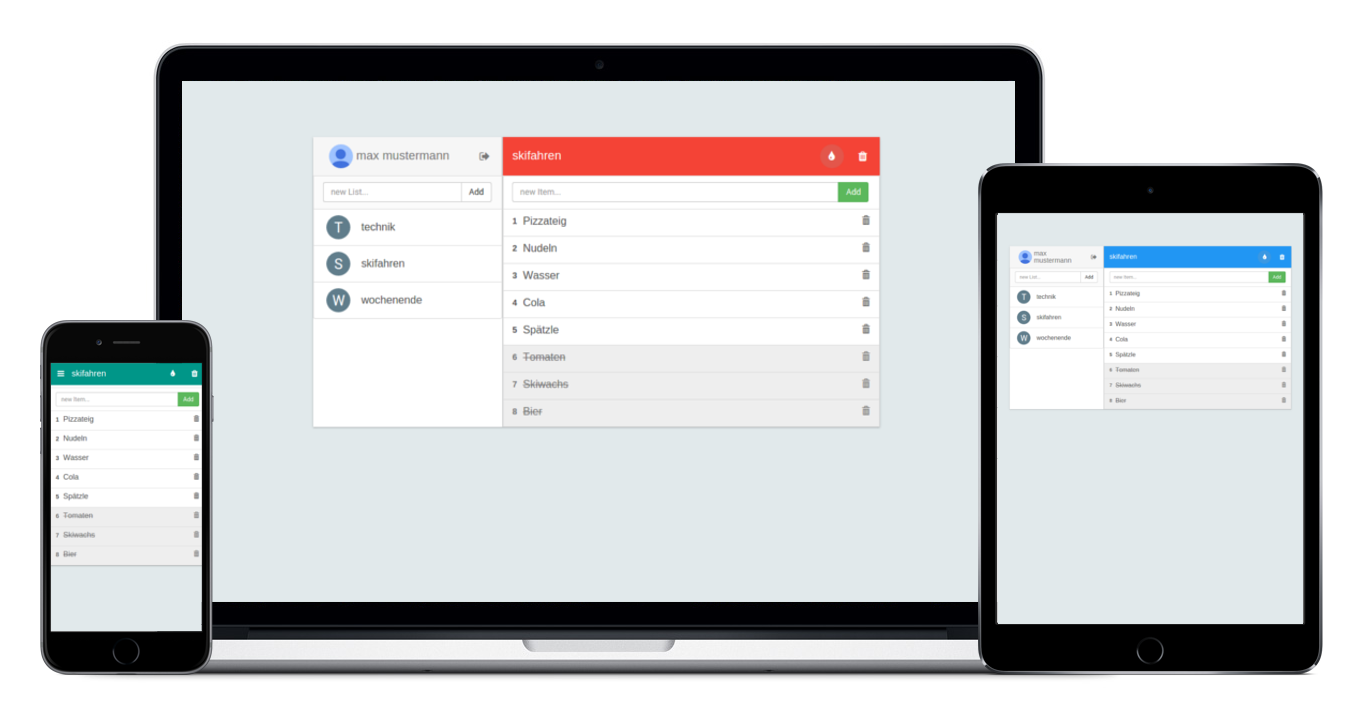 max mustermann
new List...
Add
T technik
S skifahren
W wochenende
skifahren
new Item...
Add
1 Pizzateig
2 Nudeln
3 Wasser
4 Cola
5 Spätzle
6 Tomaten
7 Skiwachs
8 Bier
skifahren
new Item...
Add
1 Pizzateig
2 Nudeln
3 Wasser
4 Cola
5 Spätzle
6 Tomaten
7 Skiwachs
8 Bier
max
mustermann
new List...
Add
T technik
S skifahren
W wochenende
skifahren
new Item...
Add
1 Pizzateig
2 Nudeln
3 Wasser
4 Cola
5 Spätzle
6 Tomaten
7 Skiwachs
8 Bier